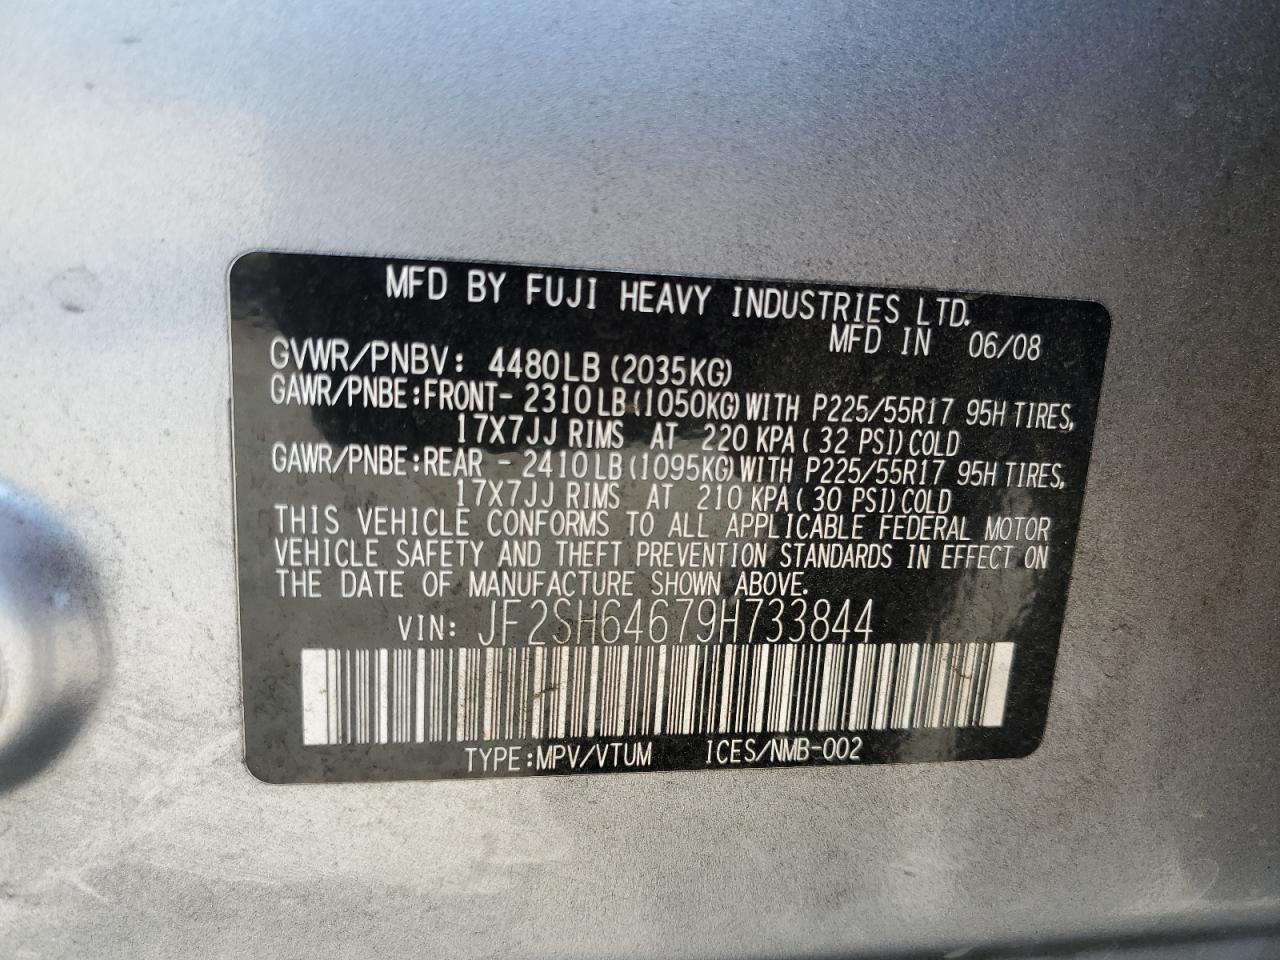 MFD BY FUJI HEAVY INDUSTRIES LTD.
MFD IN 06/08
GVWR/PNBV: 4480LB (2035KG)
GAWR/PNBE:FRONT- 2310LB(1050KG)WITH P225/55R17 95H TIRES,
17X7JJ RIMS AT 220 KPA( 32 PSI)COLD
GAWR/PNBE:REAR - 2410LB(1095KG)WITH P225/55R17 95H TIRES,
17X7JJ RIMS AT 210 KPA( 30 PSI)COLD
THIS VEHICLE CONFORMS TO ALL APPLICABLE FEDERAL MOTOR
VEHICLE SAFETY AND THEFT PREVENTION STANDARDS IN EFFECT ON
THE DATE OF MANUFACTURE SHOWN ABOVE.
VIN: JF2SH64679H733844
TYPE:MPV/VTUM ICES/NMB-002